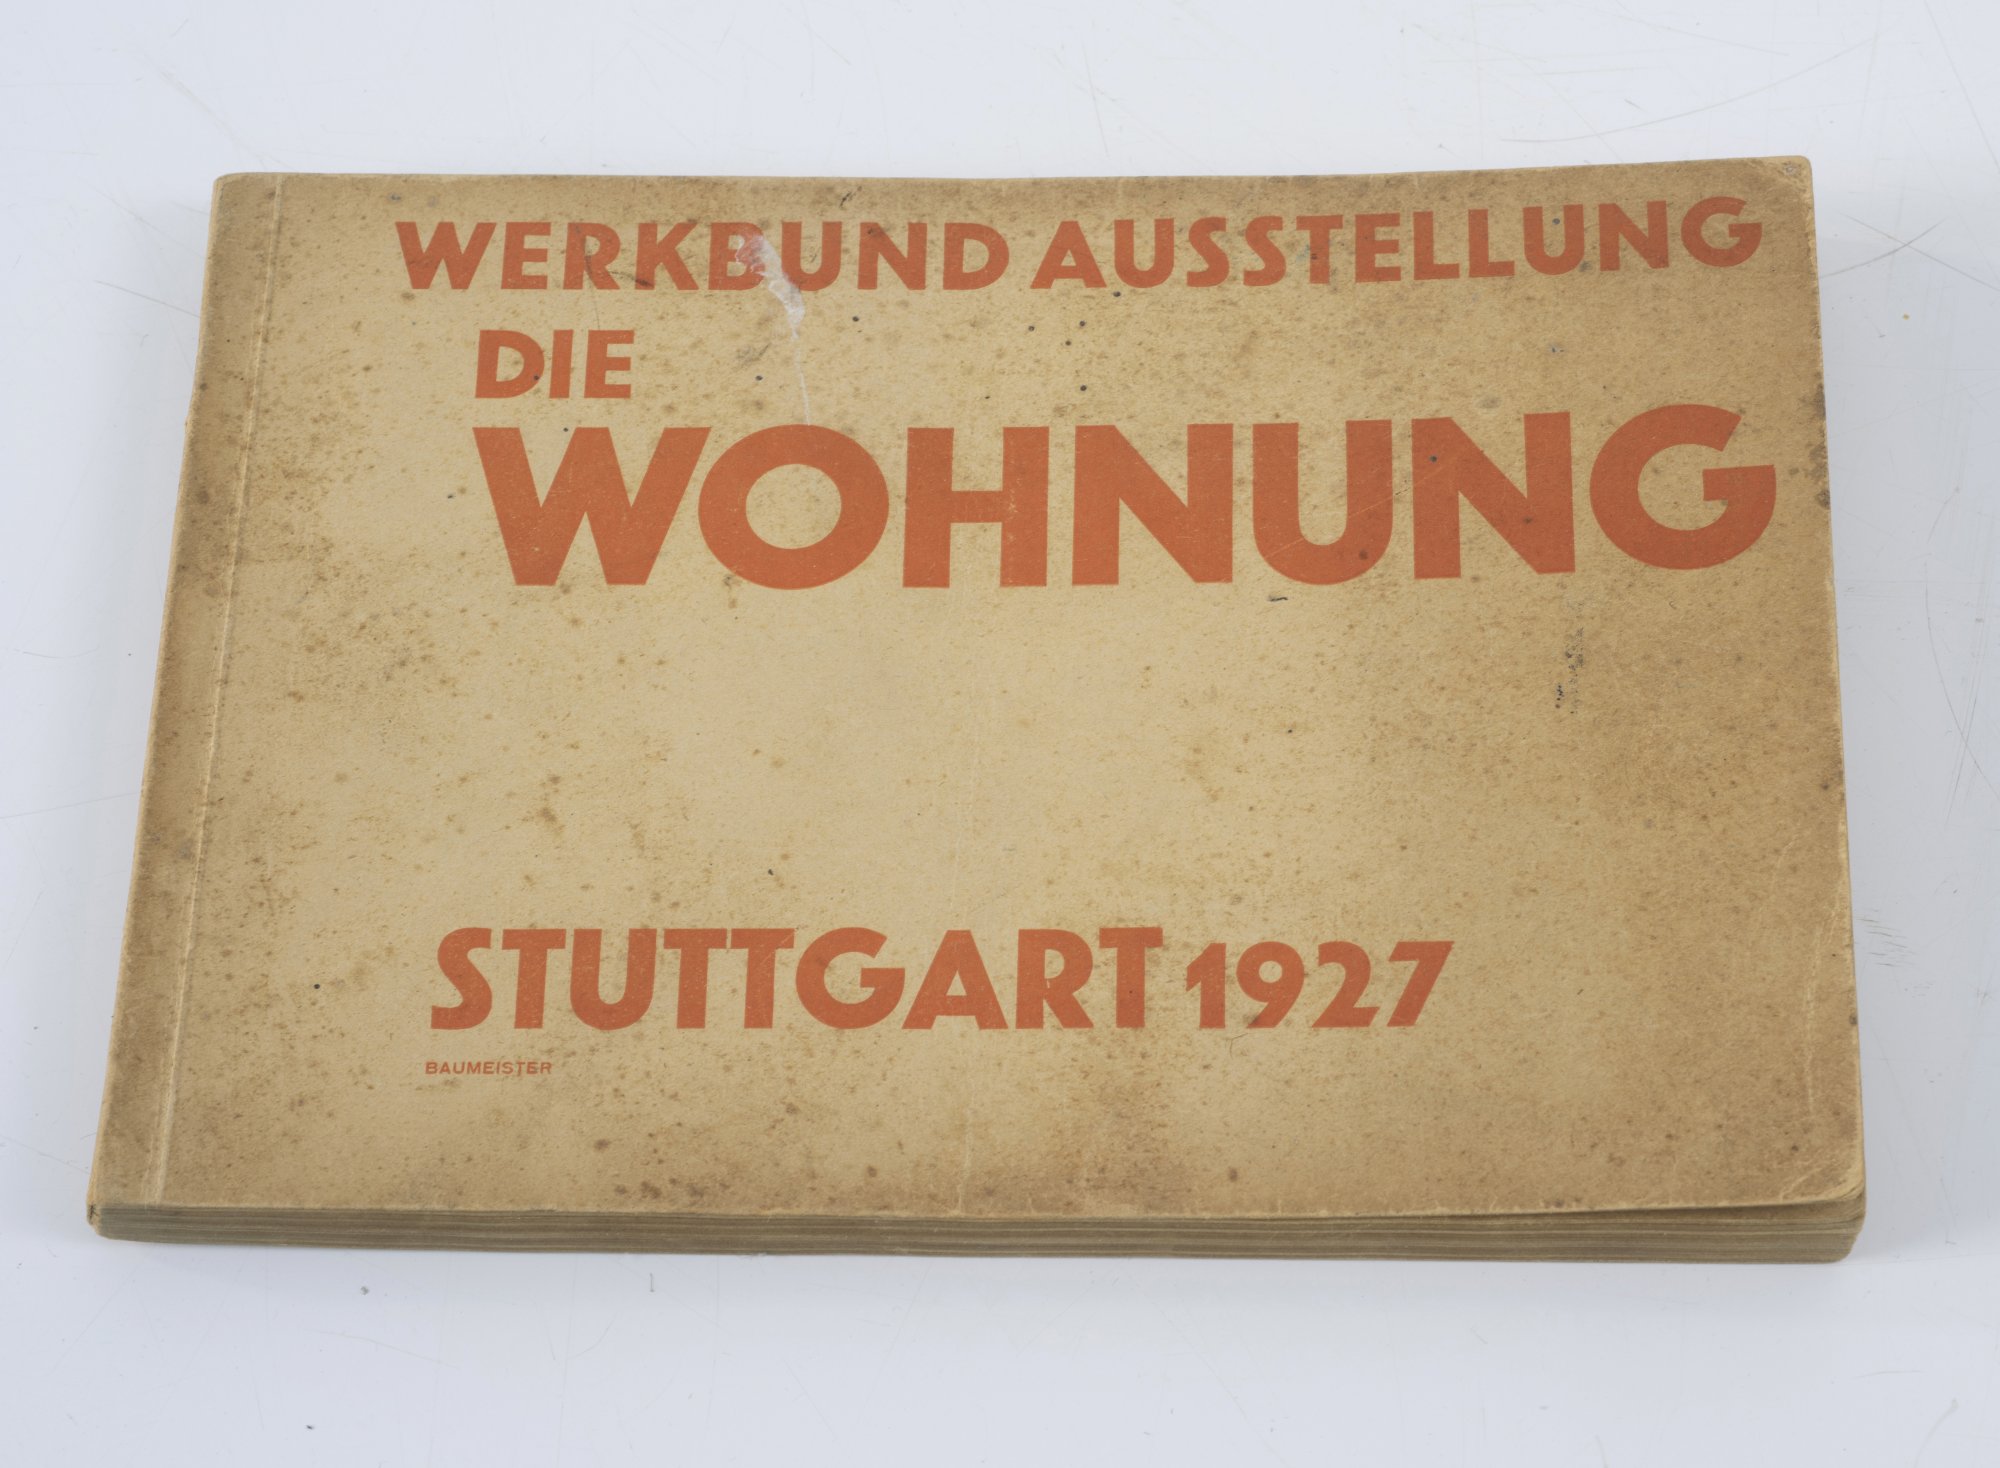 WERKBUND AUSSTELLUNG
DIE
WOHNUNG
STUTTGART 1927
BAUMEISTER